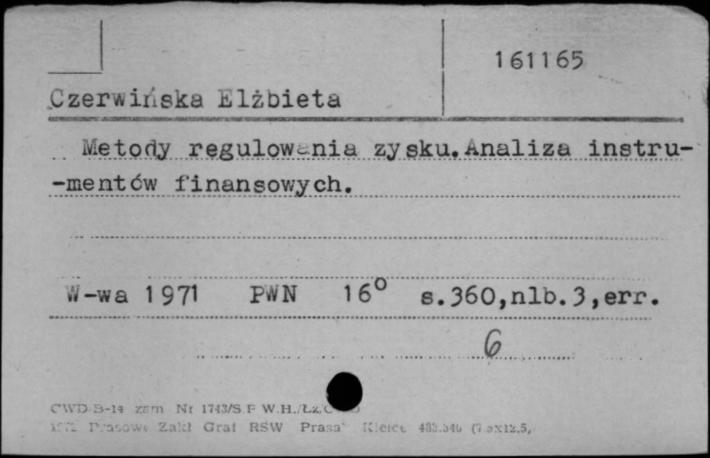 161165
Czerwińska Elżbieta
Metody regulowania zysku.Analiza instru-
-mentów finansowych.
W-wa 1971 PWN 16° s.360,nlb.3,err.
6
CWD B-14 zam Nr 1743/S P W.H./Łz.
Prasowe Zakł Graf RSW Prasa" Kielce